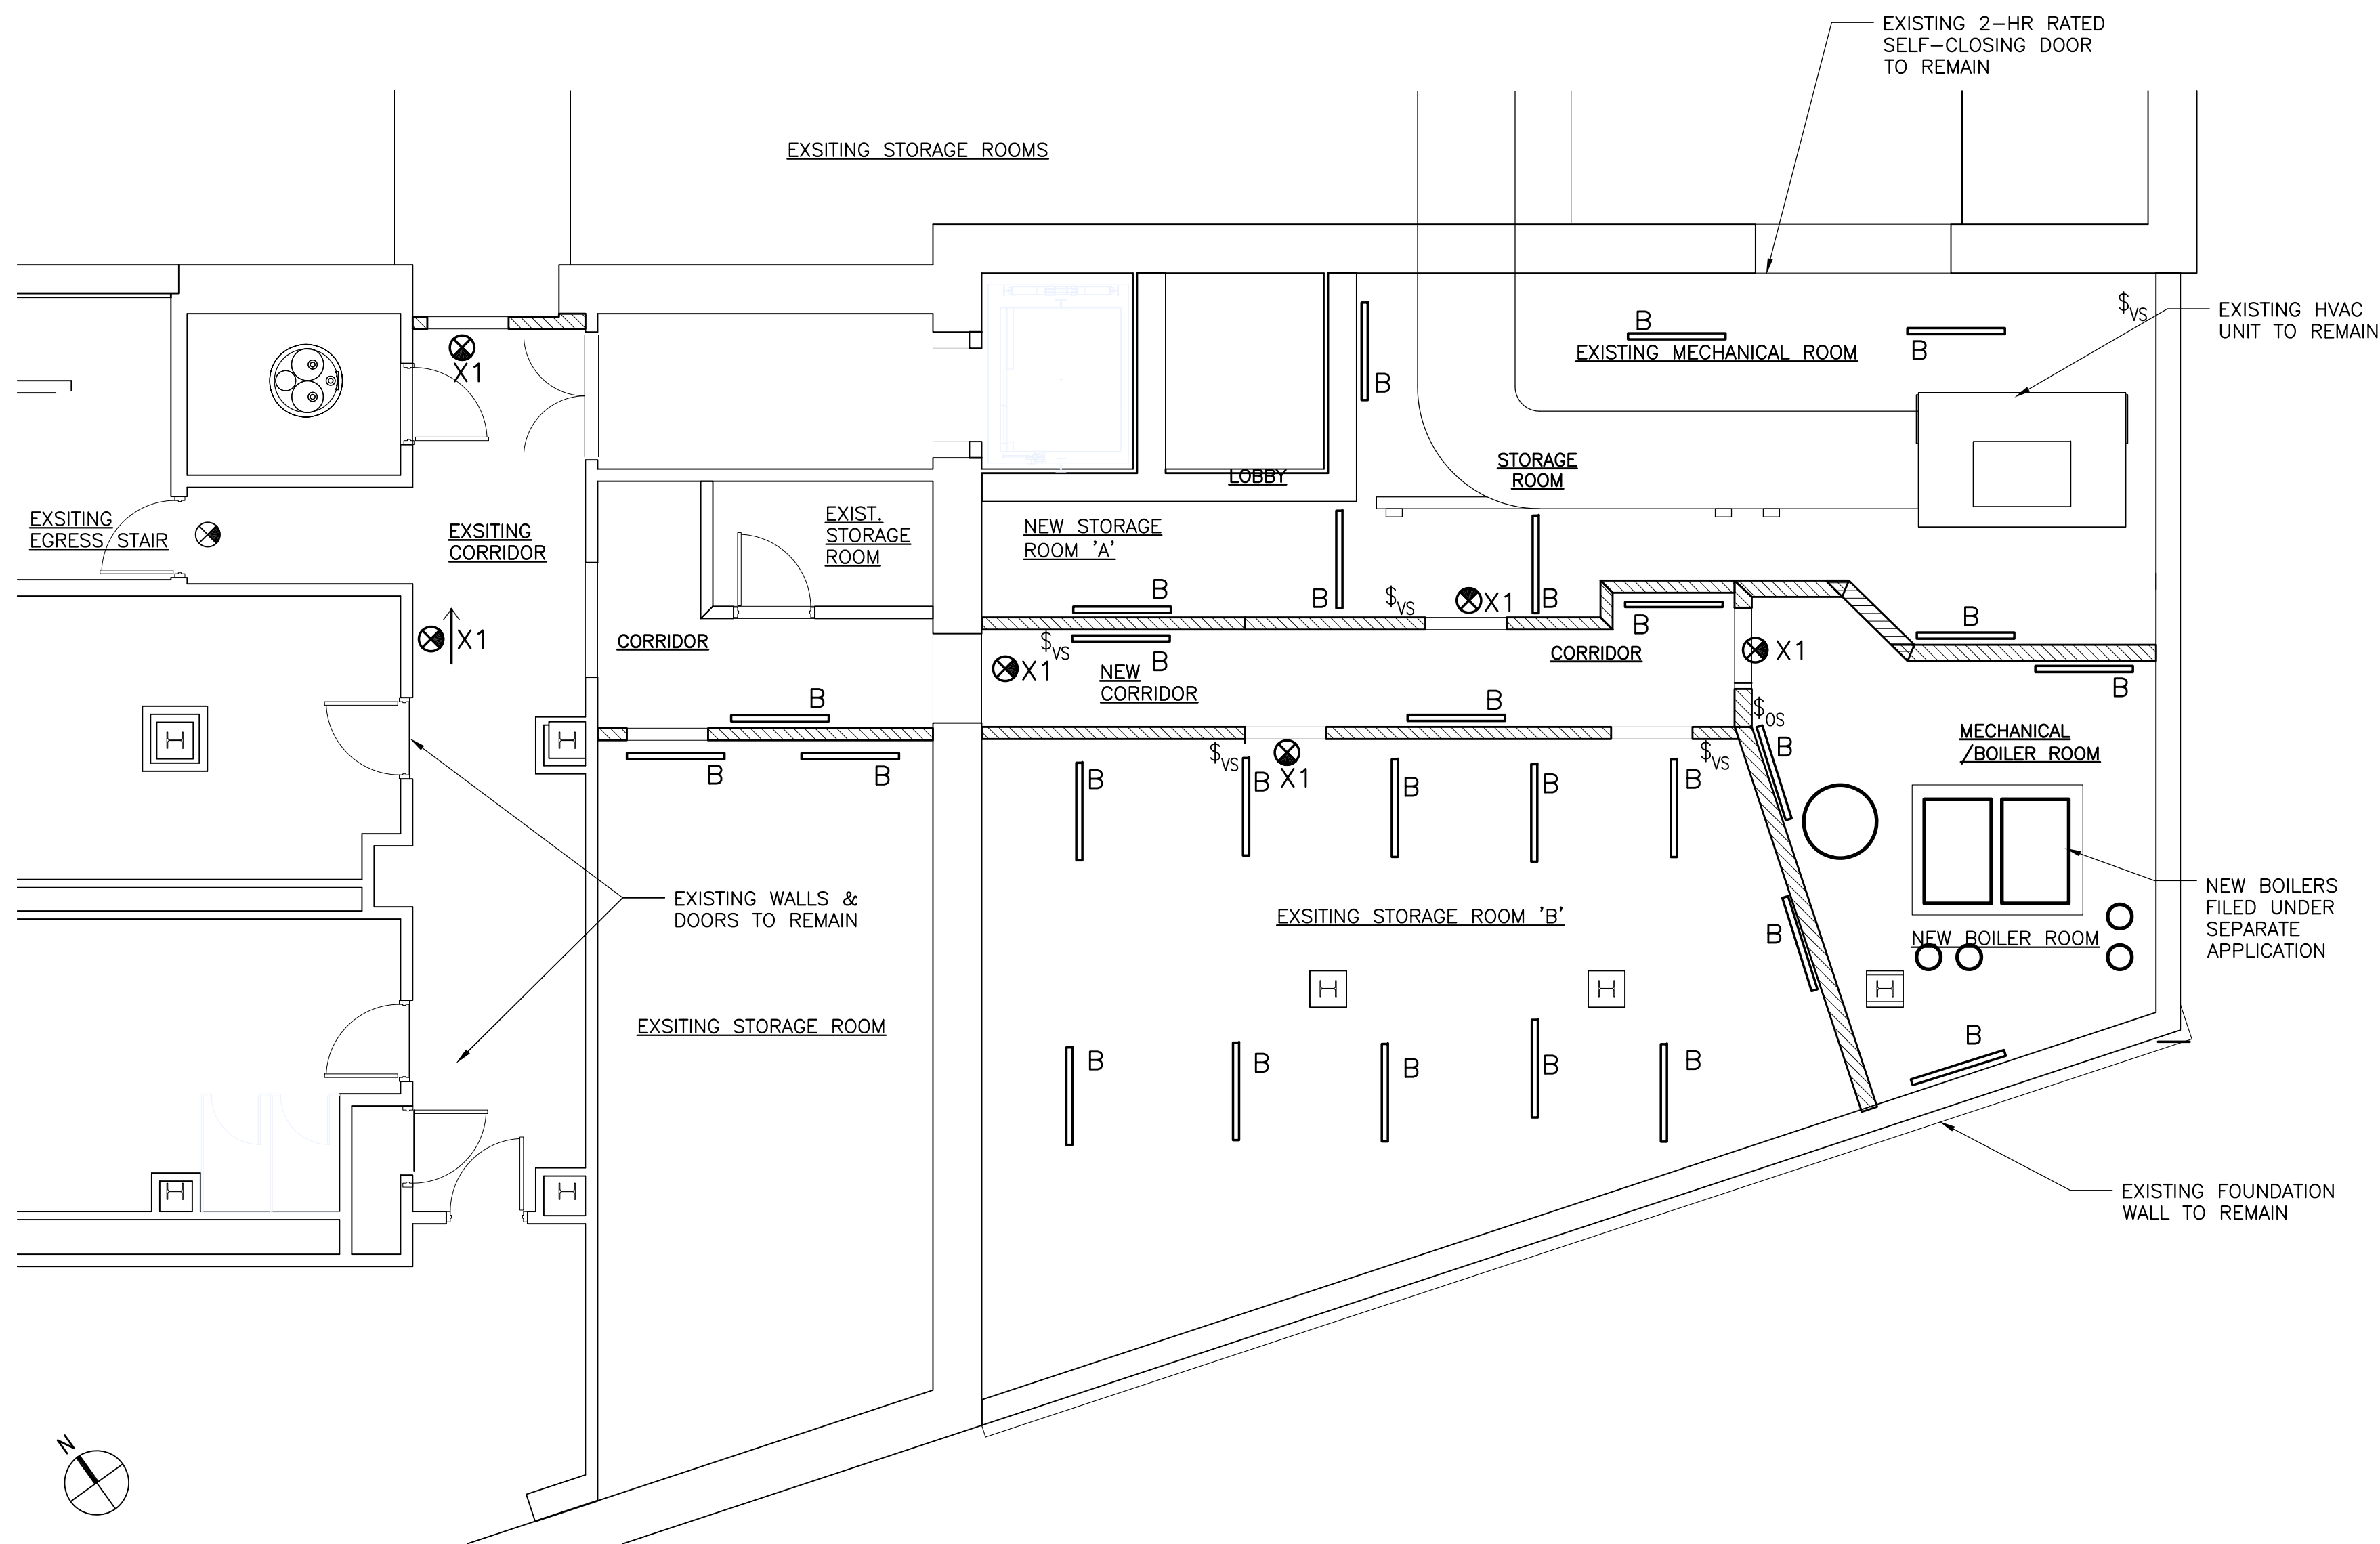 EXISTING 2-HR RATED
SELF-CLOSING DOOR
TO REMAIN
EXSITING STORAGE ROOMS
$VS
EXISTING HVAC
UNIT TO REMAIN
B
B
EXISTING MECHANICAL ROOM
X1
B
STORAGE
ROOM
LOBBY
EXSITING
EGRESS STAIR
EXSITING
CORRIDOR
EXIST.
STORAGE
ROOM
NEW STORAGE
ROOM 'A'
B
B
$VS
X1
B
B
B
X1
CORRIDOR
$VS
X1
B
NEW
CORRIDOR
CORRIDOR
X1
B
B
B
$OS
MECHANICAL
/BOILER ROOM
H
H
B
B
$VS
X1
$VS
B
B
B
B
B
B
EXISTING WALLS &
DOORS TO REMAIN
EXSITING STORAGE ROOM 'B'
B
NEW BOILER ROOM
NEW BOILERS
FILED UNDER
SEPARATE
APPLICATION
H
H
H
EXSITING STORAGE ROOM
B
B
B
B
B
B
H
H
EXISTING FOUNDATION
WALL TO REMAIN
N